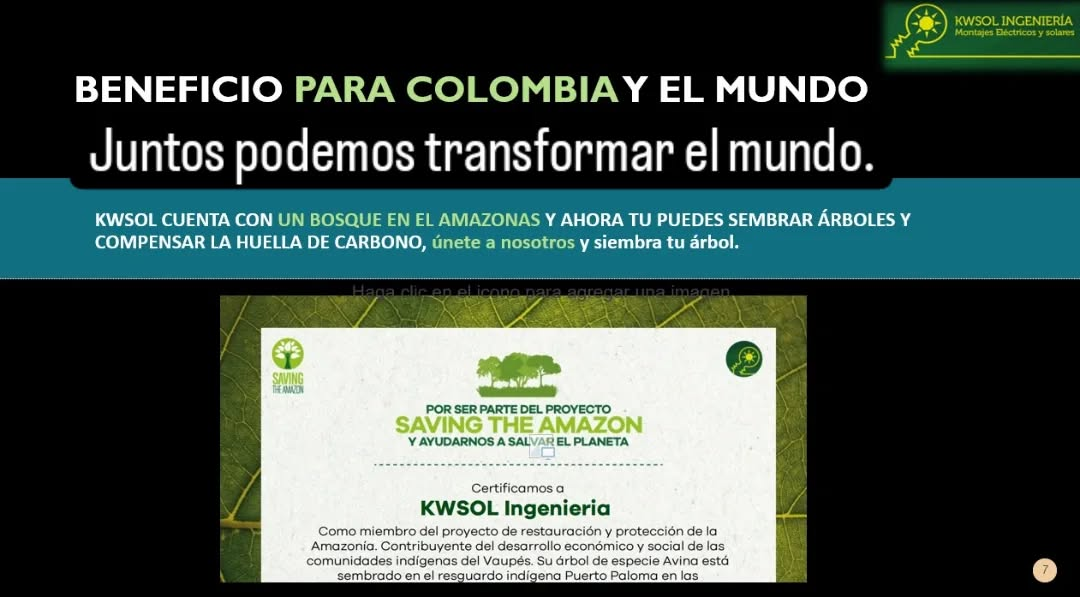 KWSOL INGENIERÍA
Montajes Eléctricos y solares
BENEFICIO PARA COLOMBIA Y EL MUNDO
Juntos podemos transformar el mundo.
KWSOL CUENTA CON UN BOSQUE EN EL AMAZONAS Y AHORA TU PUEDES SEMBRAR ÁRBOLES Y
COMPENSAR LA HUELLA DE CARBONO, únete a nosotros y siembra tu árbol.
Haga clic en el icono para agregar una imagen
SAVING
THE AMAZON
POR SER PARTE DEL PROYECTO
SAVING THE AMAZON
Y AYUDARNOS A SALVAR EL PLANETA
Certificamos a
KWSOL Ingenieria
Como miembro del proyecto de restauración y protección de la
Amazonía. Contribuyente del desarrollo económico y social de las
comunidades indígenas del Vaupés. Su árbol de especie Avina está
sembrado en el resguardo indígena Puerto Paloma en las
7